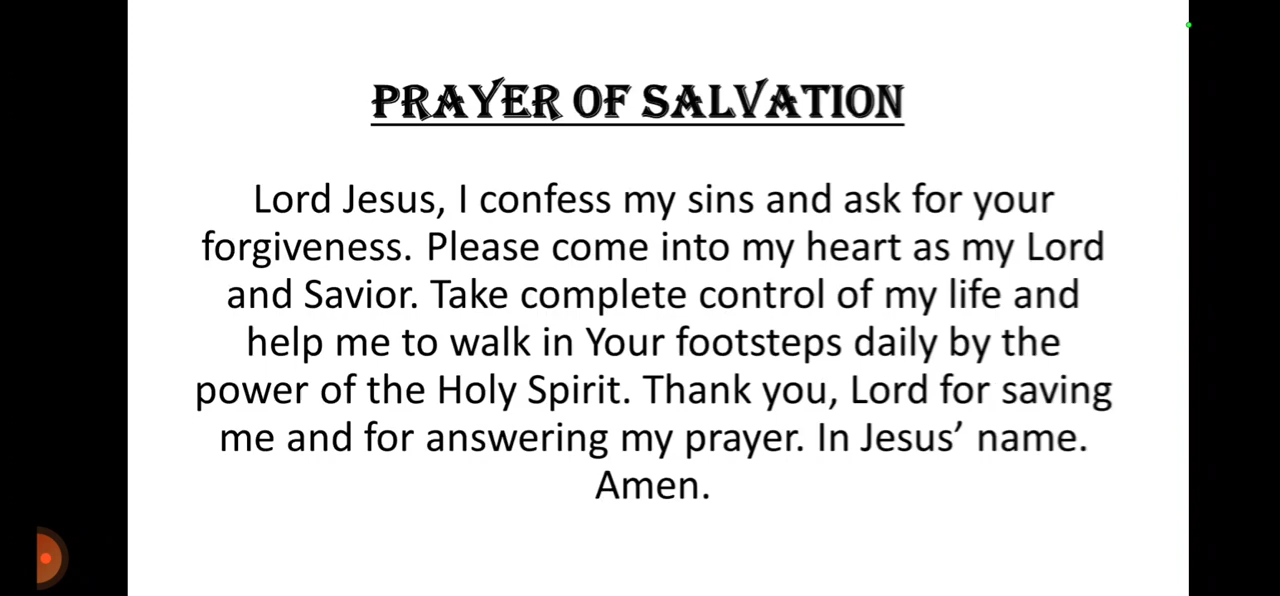 PRAYER OF SALVATION
Lord Jesus, I confess my sins and ask for your
forgiveness. Please come into my heart as my Lord
and Savior. Take complete control of my life and
help me to walk in Your footsteps daily by the
power of the Holy Spirit. Thank you, Lord for saving
me and for answering my prayer. In Jesus’ name.
Amen.